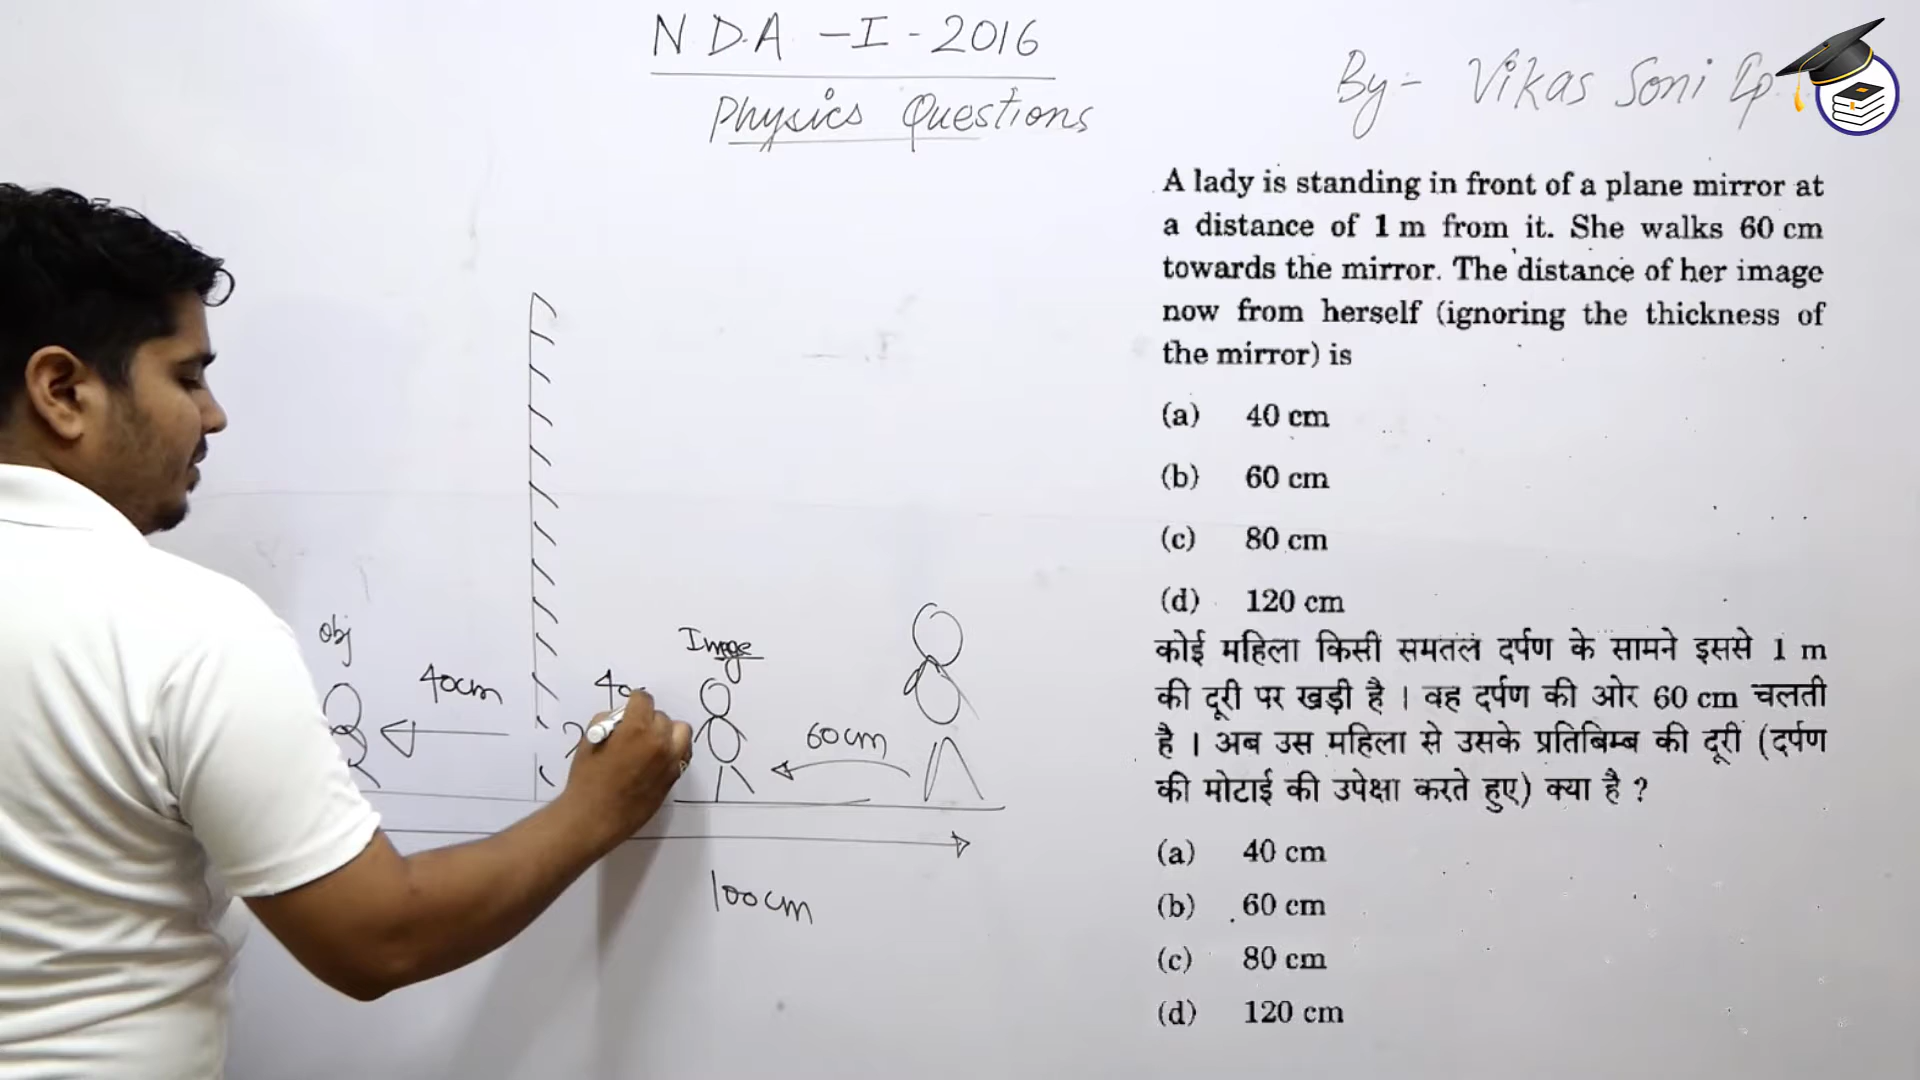 NDA - I - 2016
Physics Questions
By:- Vikas Soni
A lady is standing in front of a plane mirror at
a distance of 1 m from it. She walks 60 cm
towards the mirror. The distance of her image
now from herself (ignoring the thickness of
the mirror) is
(a) 40 cm
(b) 60 cm
(c) 80 cm
(d) 120 cm
कोई महिला किसी समतल दर्पण के सामने इससे 1 m
की दूरी पर खड़ी है । वह दर्पण की ओर 60 cm चलती
है । अब उस महिला से उसके प्रतिबिम्ब की दूरी (दर्पण
की मोटाई की उपेक्षा करते हुए) क्या है ?
(a) 40 cm
(b) 60 cm
(c) 80 cm
(d) 120 cm
Obj
40cm
Image
60cm
100cm